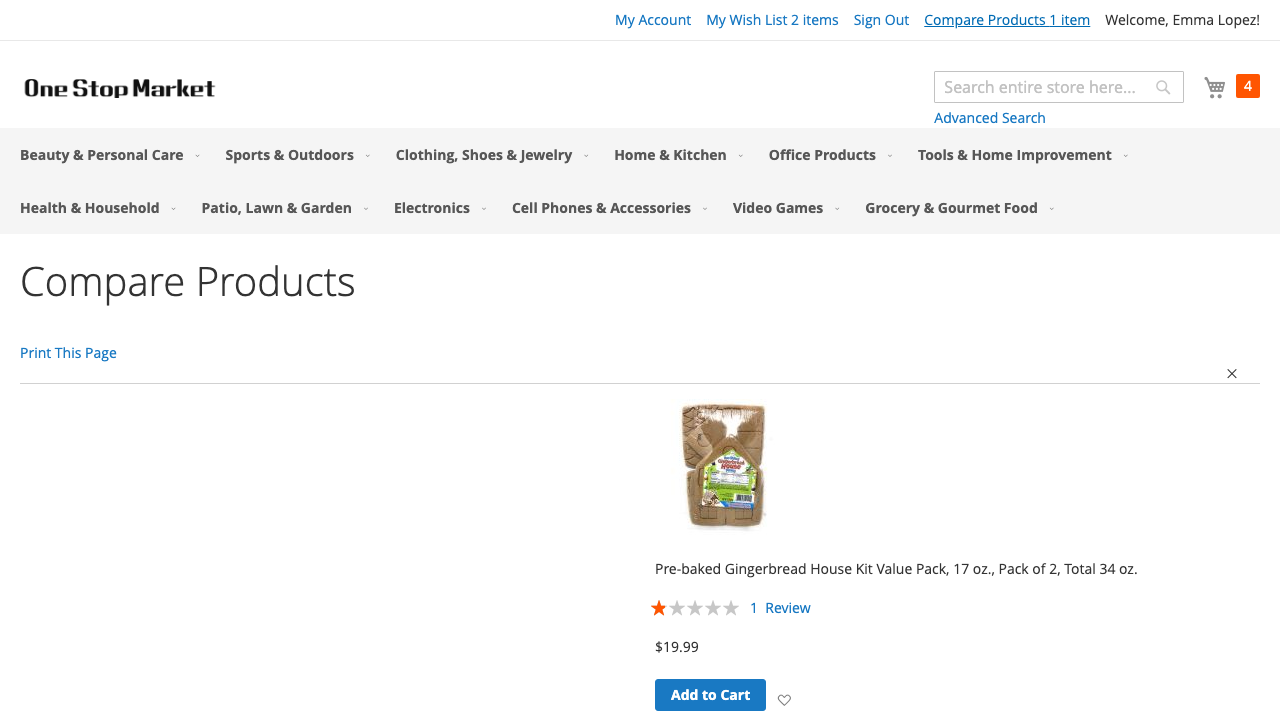 My Account My Wish List 2 items Sign Out Compare Products 1 item Welcome, Emma Lopez!
One Stop Market
Search entire store here...
4
Advanced Search
Beauty & Personal Care Sports & Outdoors Clothing, Shoes & Jewelry Home & Kitchen Office Products Tools & Home Improvement
Health & Household Patio, Lawn & Garden Electronics Cell Phones & Accessories Video Games Grocery & Gourmet Food
Compare Products
Print This Page
Gingerbread
House
Pre-baked Gingerbread House Kit Value Pack, 17 oz., Pack of 2, Total 34 oz.
1 Review
$19.99
Add to Cart